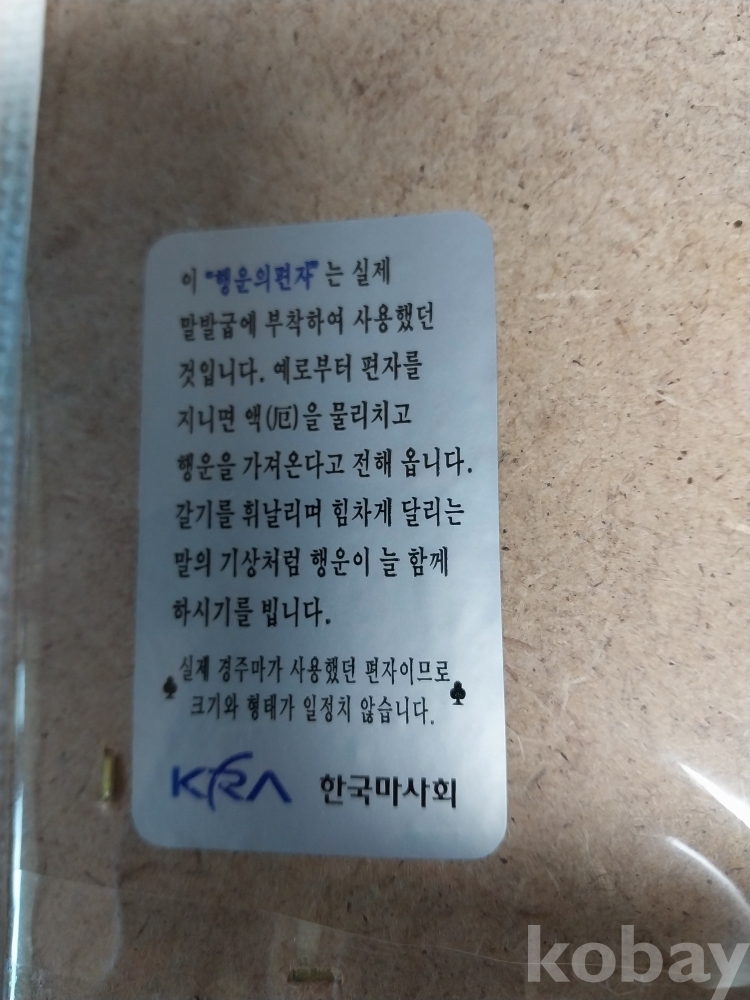 이 "행운의편자"는 실제
말발굽에 부착하여 사용했던
것입니다. 예로부터 편자를
지니면 액(厄)을 물리치고
행운을 가져온다고 전해 옵니다.
갈기를 휘날리며 힘차게 달리는
말의 기상처럼 행운이 늘 함께
하시기를 빕니다.
♠실제 경주마가 사용했던 편자이므로
크기와 형태가 일정치 않습니다.♣
KRA 한국마사회
kobay